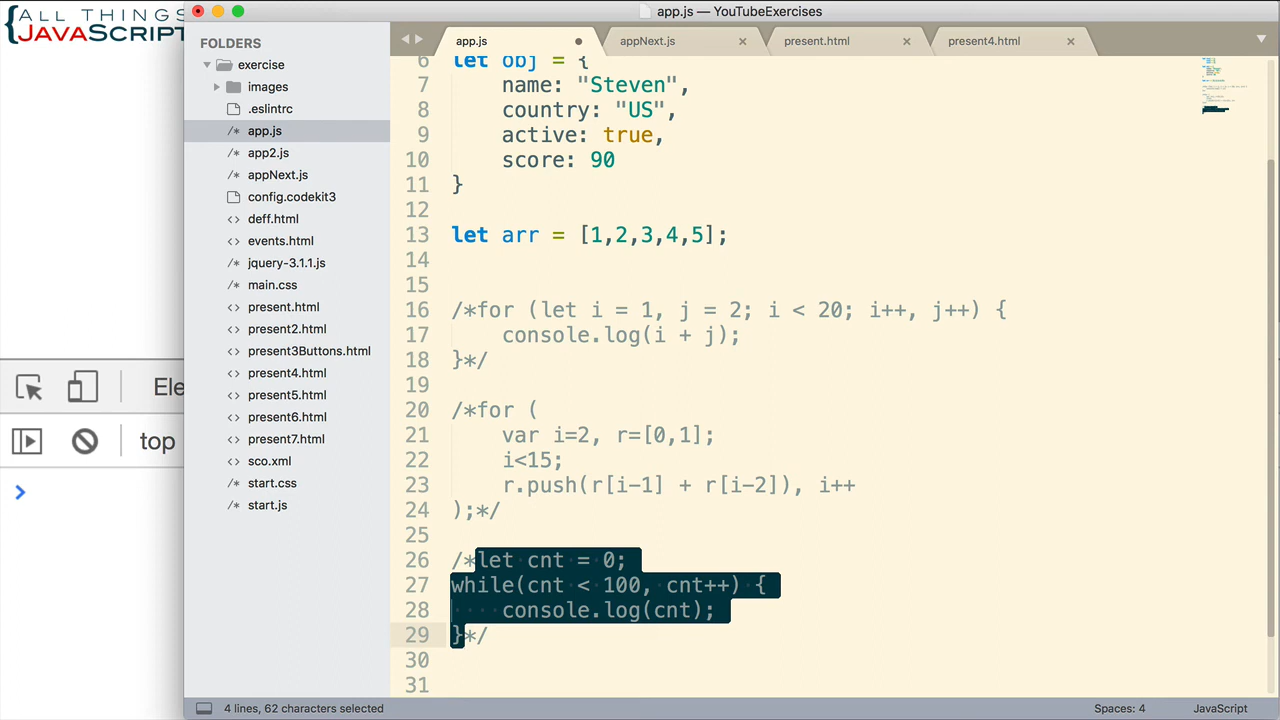 {ALL THINGS
JAVASCRIPT
app.js — YouTubeExercises
FOLDERS
exercise
images
.eslintrc
/* app.js
/* app2.js
/* appNext.js
config.codekit3
<> deff.html
<> events.html
/* jquery-3.1.1.js
/* main.css
<> present.html
<> present2.html
<> present3Buttons.html
<> present4.html
<> present5.html
<> present6.html
<> present7.html
<> sco.xml
/* start.css
/* start.js
app.js
appNext.js
present.html
present4.html
6 let obj = {
7 name: "Steven",
8 country: "US",
9 active: true,
10 score: 90
11 }
12
13 let arr = [1,2,3,4,5];
14
15
16 /*for (let i = 1, j = 2; i < 20; i++, j++) {
17 console.log(i + j);
18 }*/
19
20 /*for (
21 var i=2, r=[0,1];
22 i<15;
23 r.push(r[i-1] + r[i-2]), i++
24 );*/
25
26 /*let cnt = 0;
27 while(cnt < 100, cnt++) {
28 console.log(cnt);
29 }*/
30
31
Ele
top
4 lines, 62 characters selected
Spaces: 4
JavaScript